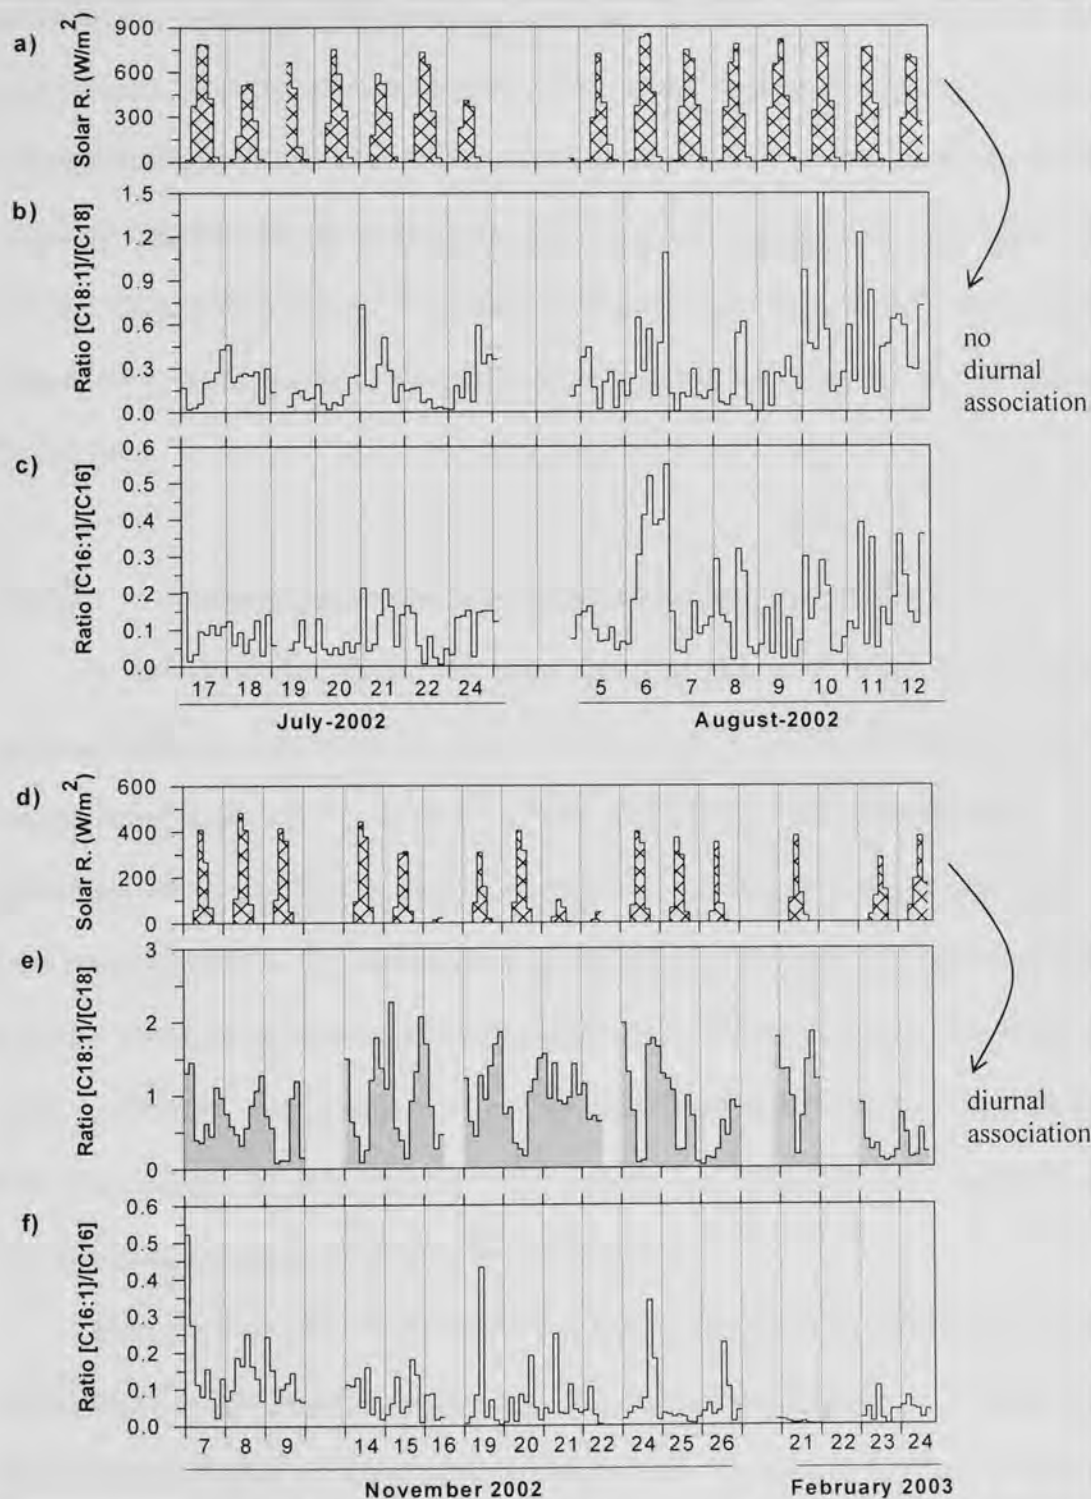 a)
Solar R. (W/m²)
900
600
300
0
b)
Ratio [C18:1]/[C18]
1.5
1.2
0.9
0.6
0.3
0.0
no
diurnal
association
c)
Ratio [C16:1]/[C16]
0.6
0.5
0.4
0.3
0.2
0.1
0.0
17 18 19 20 21 22 24 5 6 7 8 9 10 11 12
July-2002 August-2002
d)
Solar R. (W/m²)
600
400
200
0
e)
Ratio [C18:1]/[C18]
3
2
1
0
diurnal
association
f)
Ratio [C16:1]/[C16]
0.6
0.5
0.4
0.3
0.2
0.1
0.0
7 8 9 14 15 16 19 20 21 22 24 25 26 21 22 23 24
November 2002 February 2003